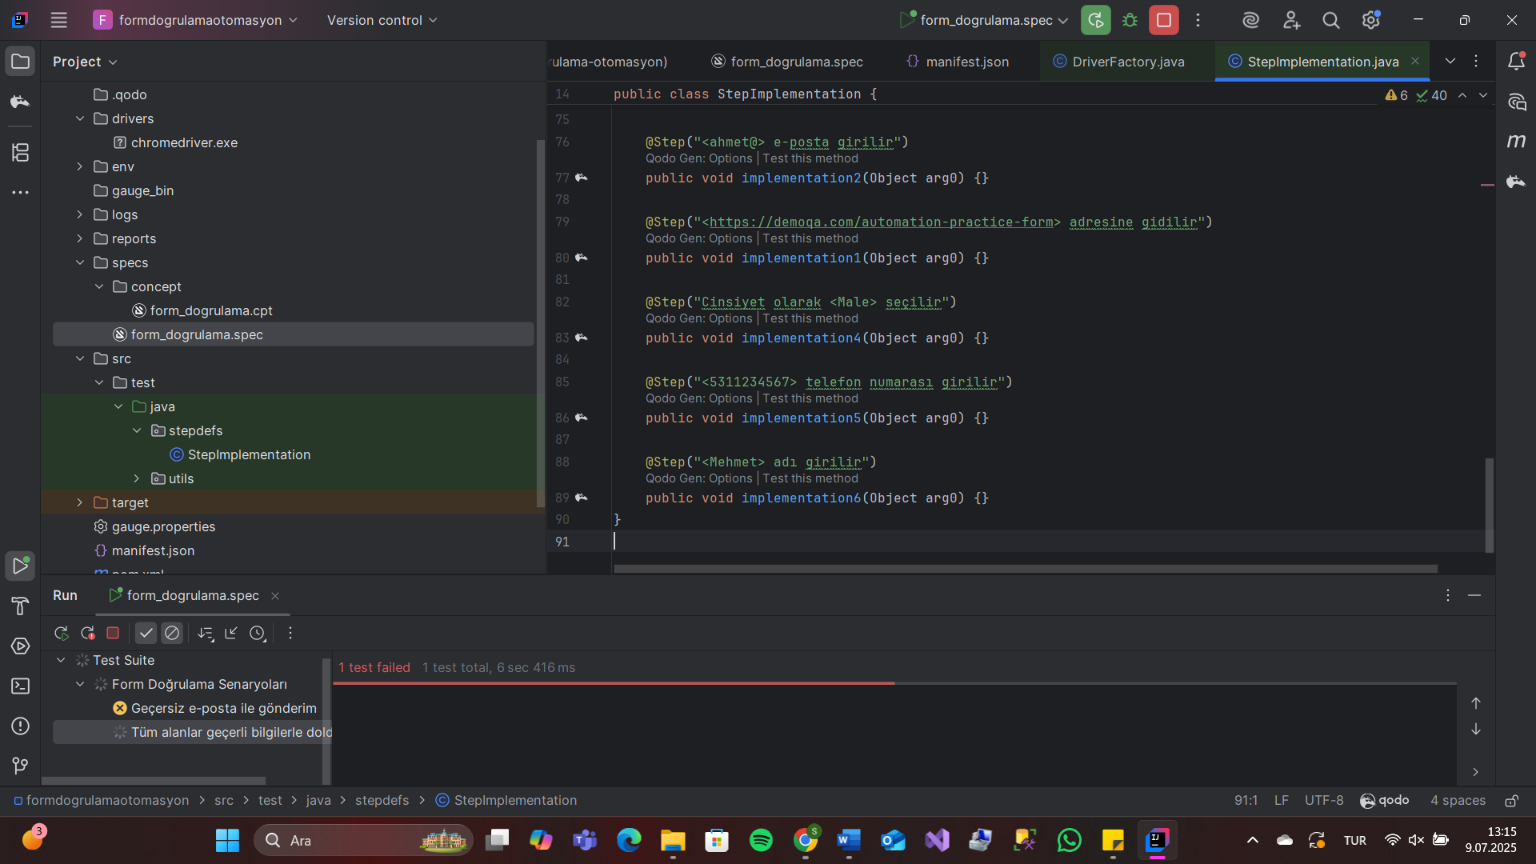 F formdogrulamaotomasyon Version control form_dogrulama.spec
Project
rulama-otomasyon) form_dogrulama.spec manifest.json DriverFactory.java StepImplementation.java
.qodo
drivers
chromedriver.exe
env
gauge_bin
logs
reports
specs
concept
form_dogrulama.cpt
form_dogrulama.spec
src
test
java
stepdefs
StepImplementation
utils
target
gauge.properties
manifest.json
pom.xml
14 public class StepImplementation {
6 40
75
76 @Step("<ahmet@> e-posta girilir")
Qodo Gen: Options | Test this method
77 public void implementation2(Object arg0) {}
78
79 @Step("<https://demoqa.com/automation-practice-form> adresine gidilir")
Qodo Gen: Options | Test this method
80 public void implementation1(Object arg0) {}
81
82 @Step("Cinsiyet olarak <Male> seçilir")
Qodo Gen: Options | Test this method
83 public void implementation4(Object arg0) {}
84
85 @Step("<5311234567> telefon numarası girilir")
Qodo Gen: Options | Test this method
86 public void implementation5(Object arg0) {}
87
88 @Step("<Mehmet> adı girilir")
Qodo Gen: Options | Test this method
89 public void implementation6(Object arg0) {}
90 }
91
m
Run form_dogrulama.spec
Test Suite
Form Doğrulama Senaryoları
Geçersiz e-posta ile gönderim
Tüm alanlar geçerli bilgilerle dold
1 test failed 1 test total, 6 sec 416 ms
formdogrulamaotomasyon > src > test > java > stepdefs > StepImplementation
91:1 LF UTF-8 qodo 4 spaces
3
Ara
S
TUR
13:15
9.07.2025